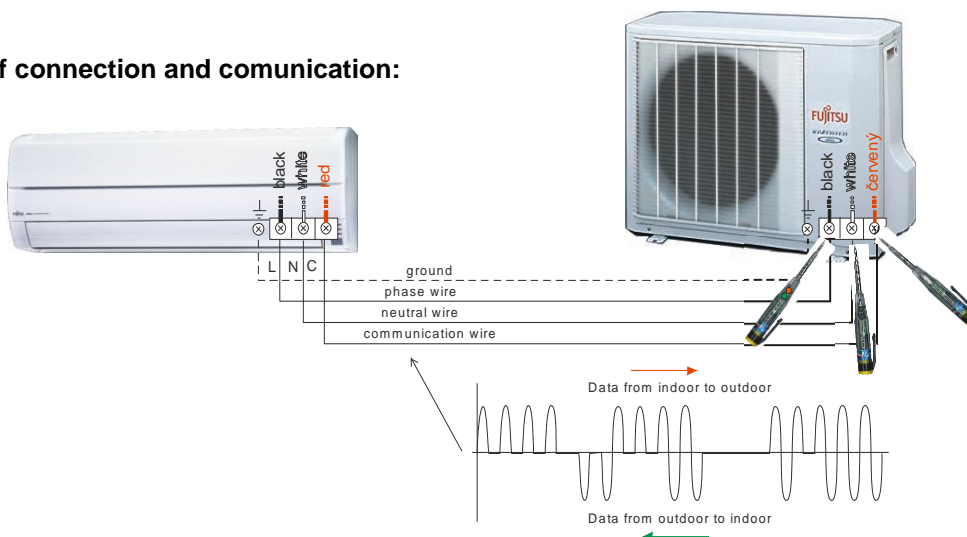 f connection and comunication:
FUJITSU
INVERTER
black
white
red
black
white
červený
L N C
ground
phase wire
neutral wire
communication wire
Data from indoor to outdoor
Data from outdoor to indoor